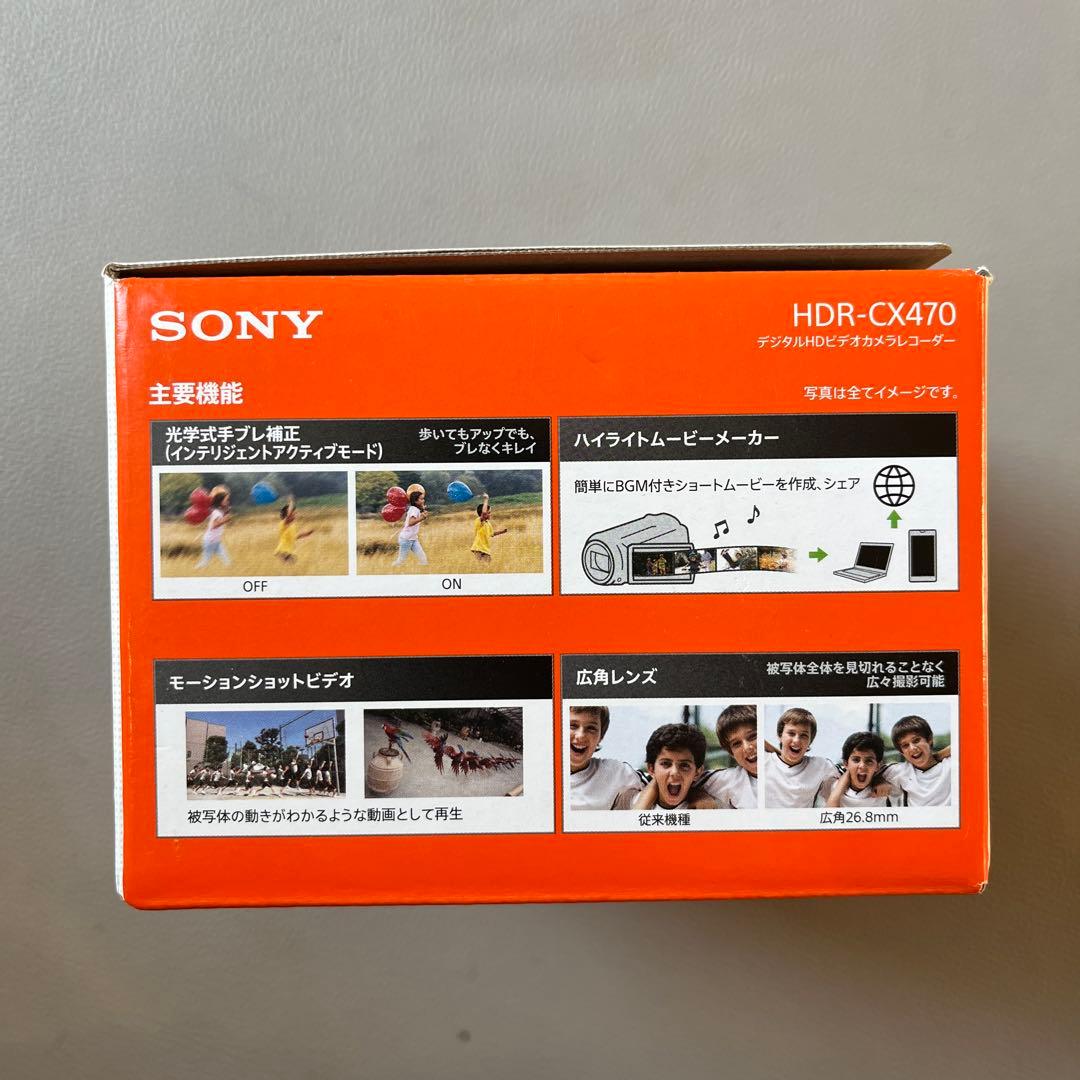 SONY
HDR-CX470
デジタルHDビデオカメラレコーダー
主要機能
写真は全てイメージです。
光学式手ブレ補正
(インテリジェントアクティブモード)
歩いてもアップでも、
ブレなくキレイ
OFF
ON
ハイライトムービーメーカー
簡単にBGM付きショートムービーを作成、シェア
モーションショットビデオ
被写体の動きがわかるような動画として再生
広角レンズ
被写体全体を見切れることなく
広々撮影可能
従来機種
広角26.8mm